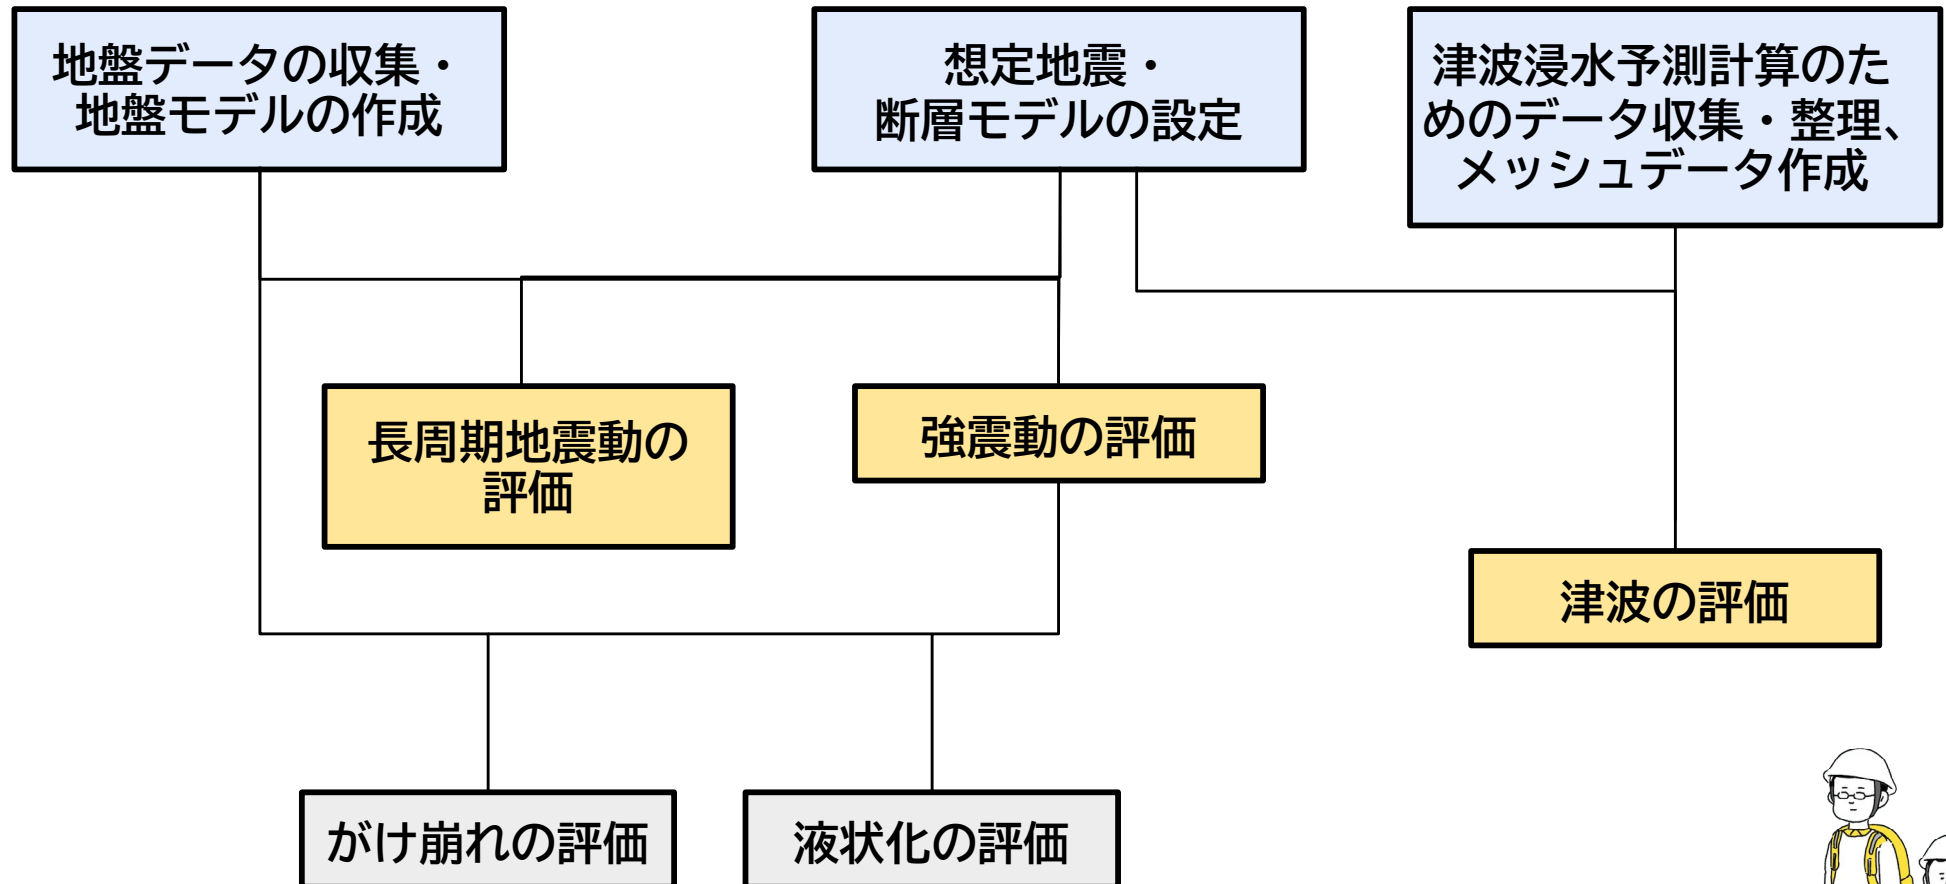 地盤データの収集・
地盤モデルの作成
想定地震・
断層モデルの設定
津波浸水予測計算のた
めのデータ収集・整理、
メッシュデータ作成
長周期地震動の
評価
強震動の評価
津波の評価
がけ崩れの評価
液状化の評価